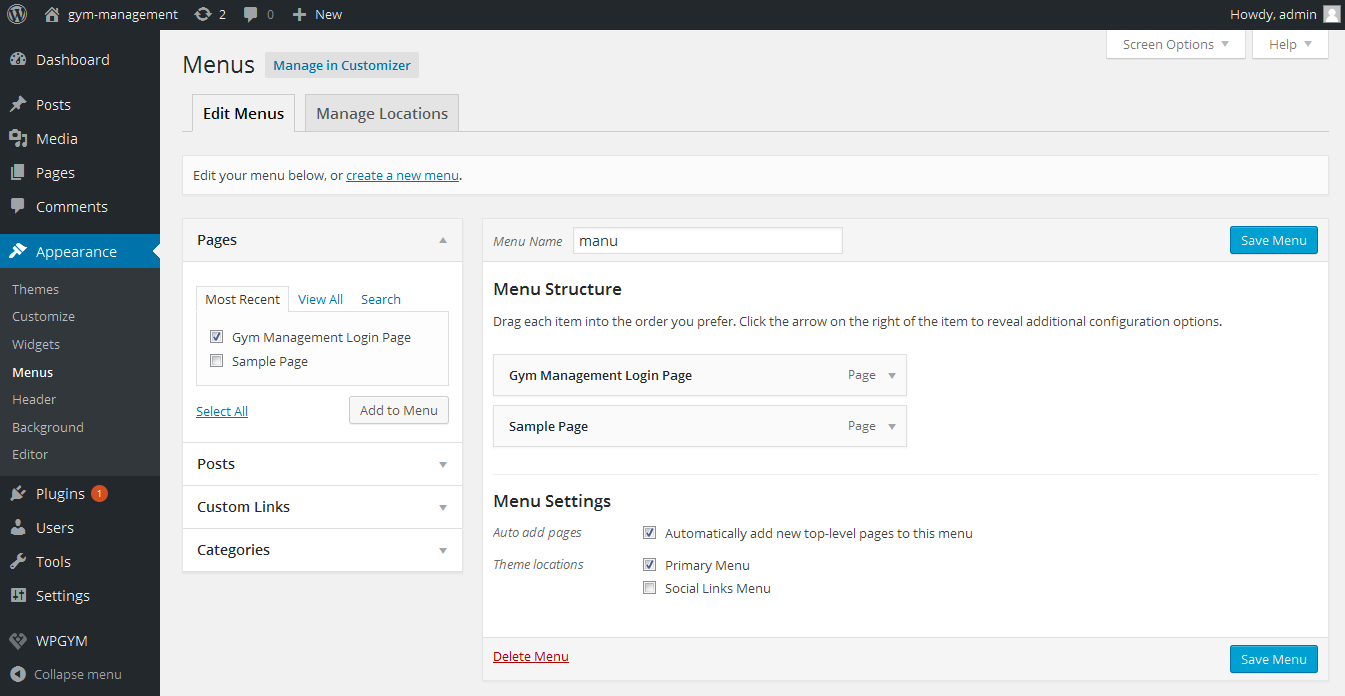 gym-management 2 0 New Howdy, admin
Screen Options Help
Dashboard
Posts
Media
Pages
Comments
Appearance
Themes
Customize
Widgets
Menus
Header
Background
Editor
Plugins 1
Users
Tools
Settings
WPGYM
Collapse menu
Menus Manage in Customizer
Edit Menus Manage Locations
Edit your menu below, or create a new menu.
Pages
Most Recent View All Search
Gym Management Login Page
Sample Page
Select All Add to Menu
Posts
Custom Links
Categories
Menu Name manu Save Menu
Menu Structure
Drag each item into the order you prefer. Click the arrow on the right of the item to reveal additional configuration options.
Gym Management Login Page Page
Sample Page Page
Menu Settings
Auto add pages Automatically add new top-level pages to this menu
Theme locations Primary Menu
Social Links Menu
Delete Menu Save Menu